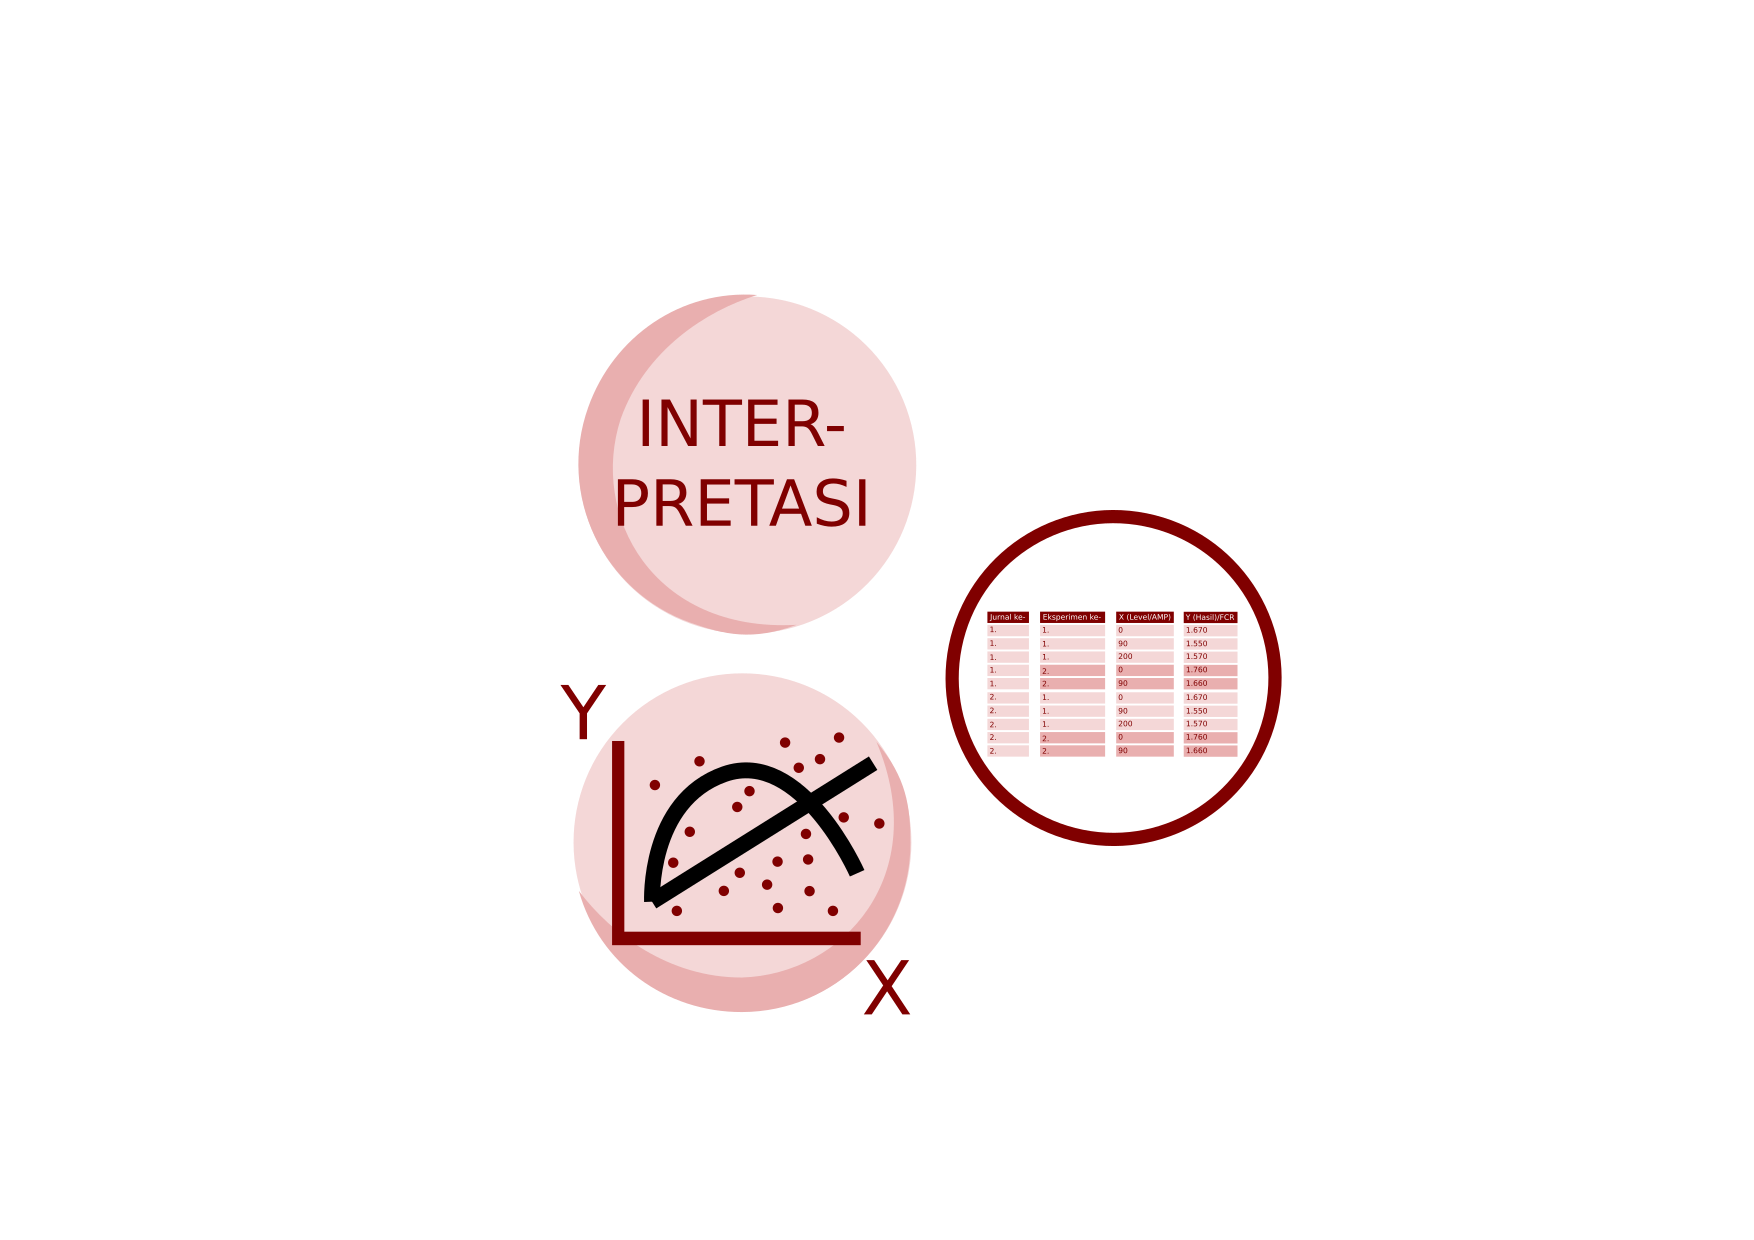 INTER-
PRETASI
Jurnal ke- Eksperimen ke- X (Level/AMP) Y (Hasil)/FCR
1. 1. 0 1.670
1. 1. 90 1.550
1. 1. 200 1.570
1. 2. 0 1.760
1. 2. 90 1.660
2. 1. 0 1.670
2. 1. 90 1.550
2. 1. 200 1.570
2. 2. 0 1.760
2. 2. 90 1.660
Y
X